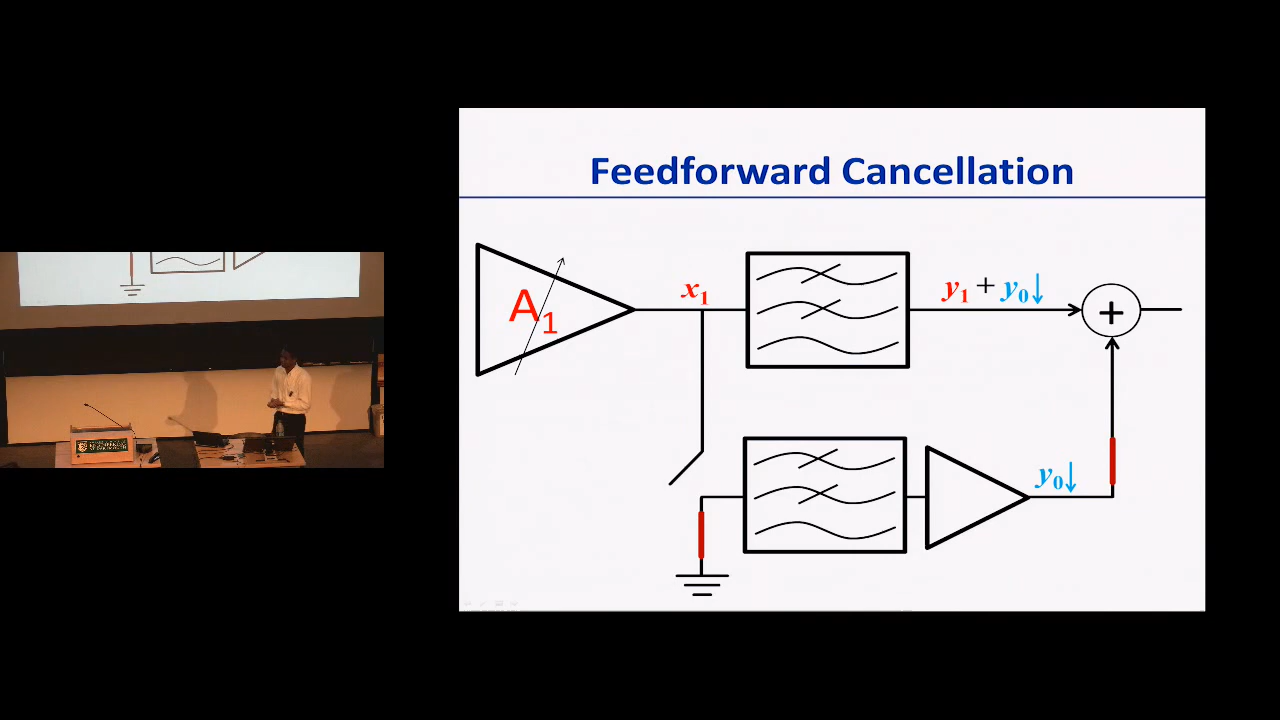 Feedforward Cancellation
A₁
x₁
y₁ + y₀↓
+
y₀↓